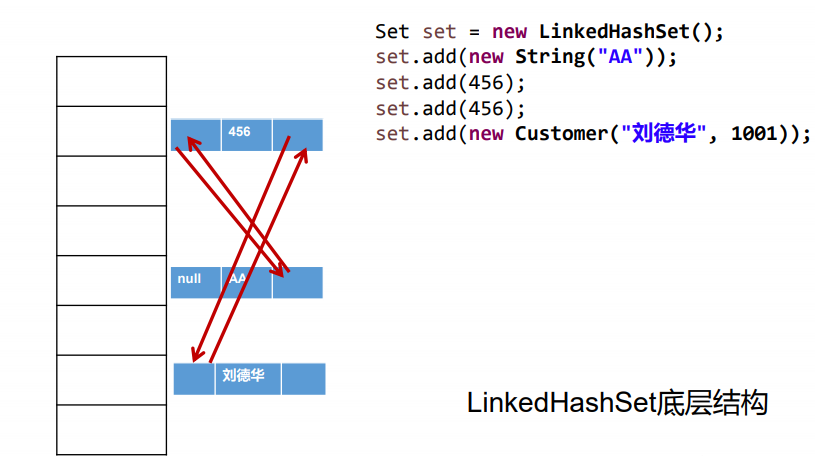 Set set = new LinkedHashSet();
set.add(new String("AA"));
set.add(456);
set.add(456);
set.add(new Customer("刘德华", 1001));
456
null AA
刘德华
LinkedHashSet底层结构